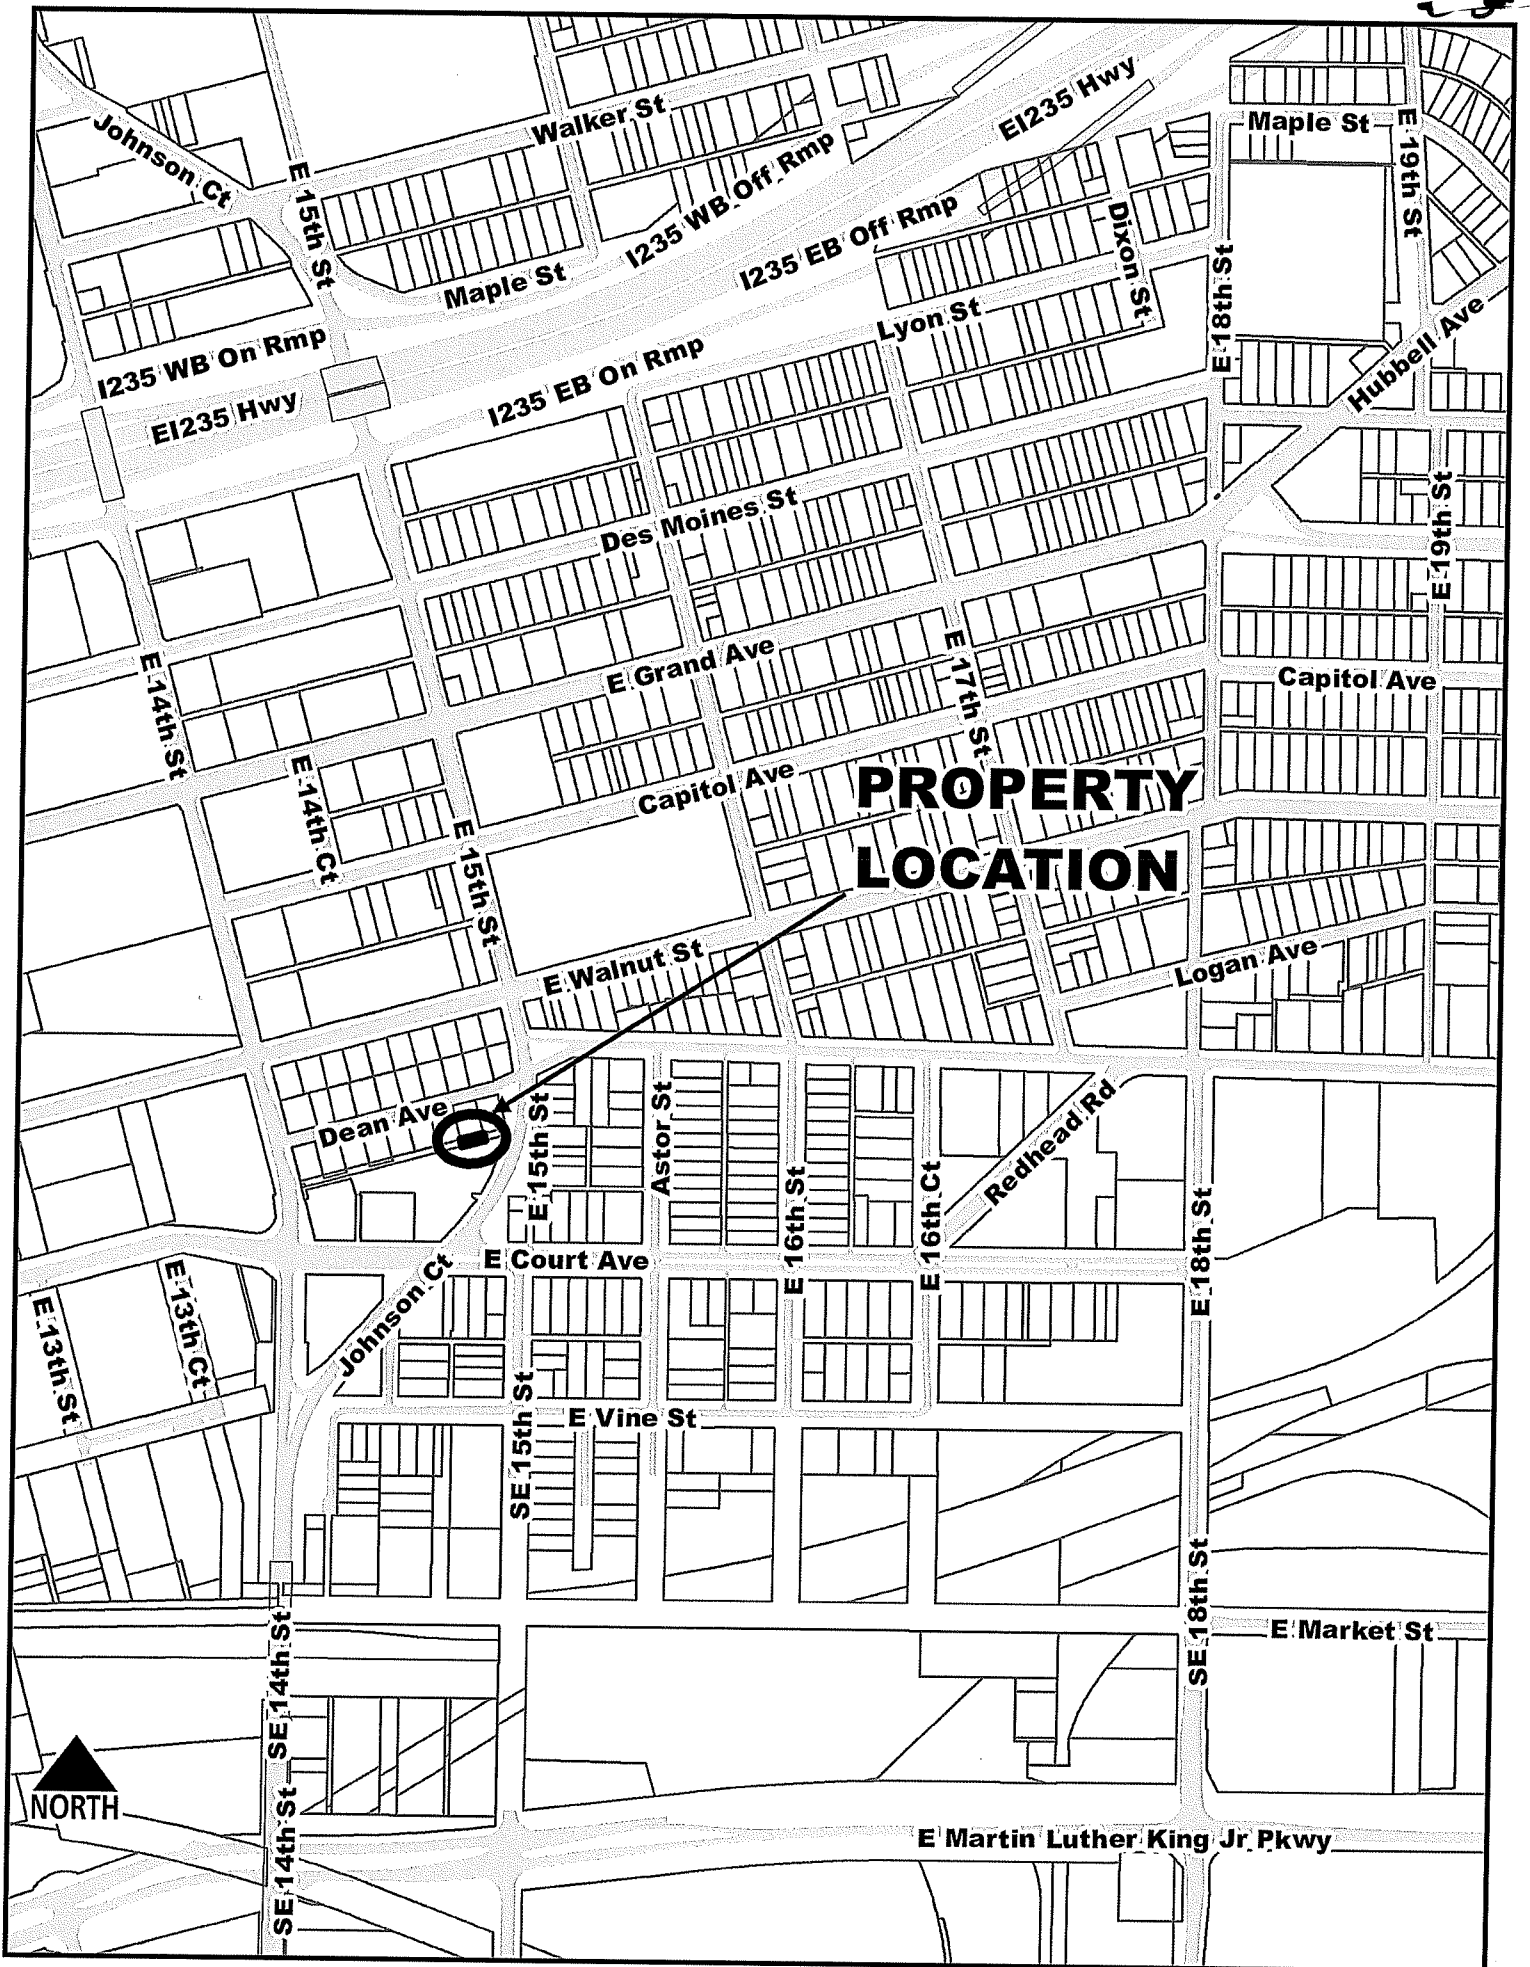 Walker St
EI235 Hwy
Maple St
E 19th St
Johnson Ct
E 15th St
I235 WB Off Rmp
I235 EB Off Rmp
Dixon St
Maple St
E 18th St
Lyon St
Hubbell Ave
I235 WB On Rmp
I235 EB On Rmp
EI235 Hwy
Des Moines St
E 19th St
E 14th St
E Grand Ave
E 17th St
Capitol Ave
E 14th Ct
Capitol Ave
PROPERTY
LOCATION
E 15th St
E Walnut St
Logan Ave
Dean Ave
E 15th St
Astor St
Redhead Rd
E 16th St
E 16th Ct
E 18th St
E Court Ave
Johnson Ct
E 13th Ct
E 13th St
SE 15th St
E Vine St
SE 18th St
E Market St
SE 14th St
NORTH
SE 14th St
E Martin Luther King Jr Pkwy